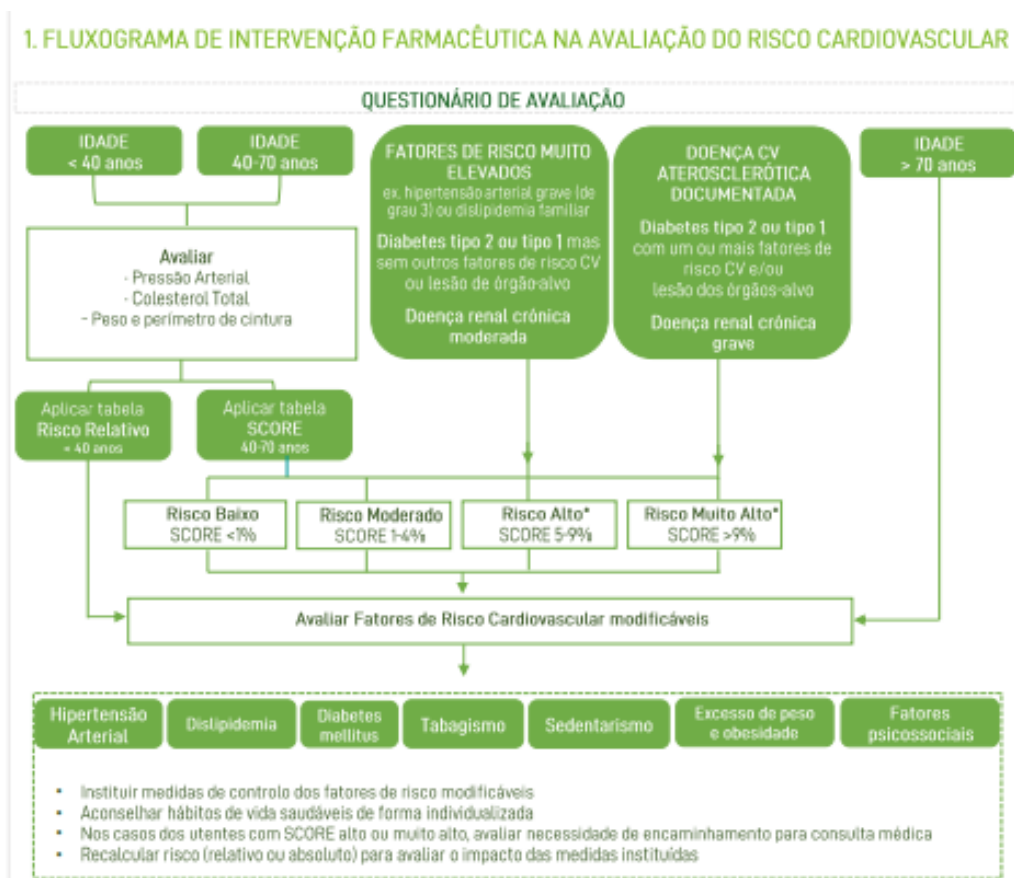 1. FLUXOGRAMA DE INTERVENÇÃO FARMACÊUTICA NA AVALIAÇÃO DO RISCO CARDIOVASCULAR
QUESTIONÁRIO DE AVALIAÇÃO
IDADE
< 40 anos
IDADE
40-70 anos
FATORES DE RISCO MUITO
ELEVADOS
ex. hipertensão arterial grave (de
grau 3) ou dislipidemia familiar
Diabetes tipo 2 ou tipo 1 mas
sem outros fatores de risco CV
ou lesão de órgão-alvo
Doença renal crónica
moderada
DOENÇA CV
ATEROSCLERÓTICA
DOCUMENTADA
Diabetes tipo 2 ou tipo 1
com um ou mais fatores de
risco CV e/ou
lesão dos órgãos-alvo
Doença renal crónica
grave
IDADE
> 70 anos
Avaliar
· Pressão Arterial
· Colesterol Total
- Peso e perímetro de cintura
Aplicar tabela
Risco Relativo
40 anos
Aplicar tabela
SCORE
40-70 anos
Risco Baixo
SCORE <1%
Risco Moderado
SCORE 1-4%
Risco Alto*
SCORE 5-9%
Risco Muito Alto*
SCORE >9%
Avaliar Fatores de Risco Cardiovascular modificáveis
Hipertensão
Arterial
Dislipidemia
Diabetes
mellitus
Tabagismo
Sedentarismo
Excesso de peso
e obesidade
Fatores
psicossociais
▪ Instituir medidas de controlo dos fatores de risco modificáveis
▪ Aconselhar hábitos de vida saudáveis de forma individualizada
▪ Nos casos dos utentes com SCORE alto ou muito alto, avaliar necessidade de encaminhamento para consulta médica
▪ Recalcular risco (relativo ou absoluto) para avaliar o impacto das medidas instituídas